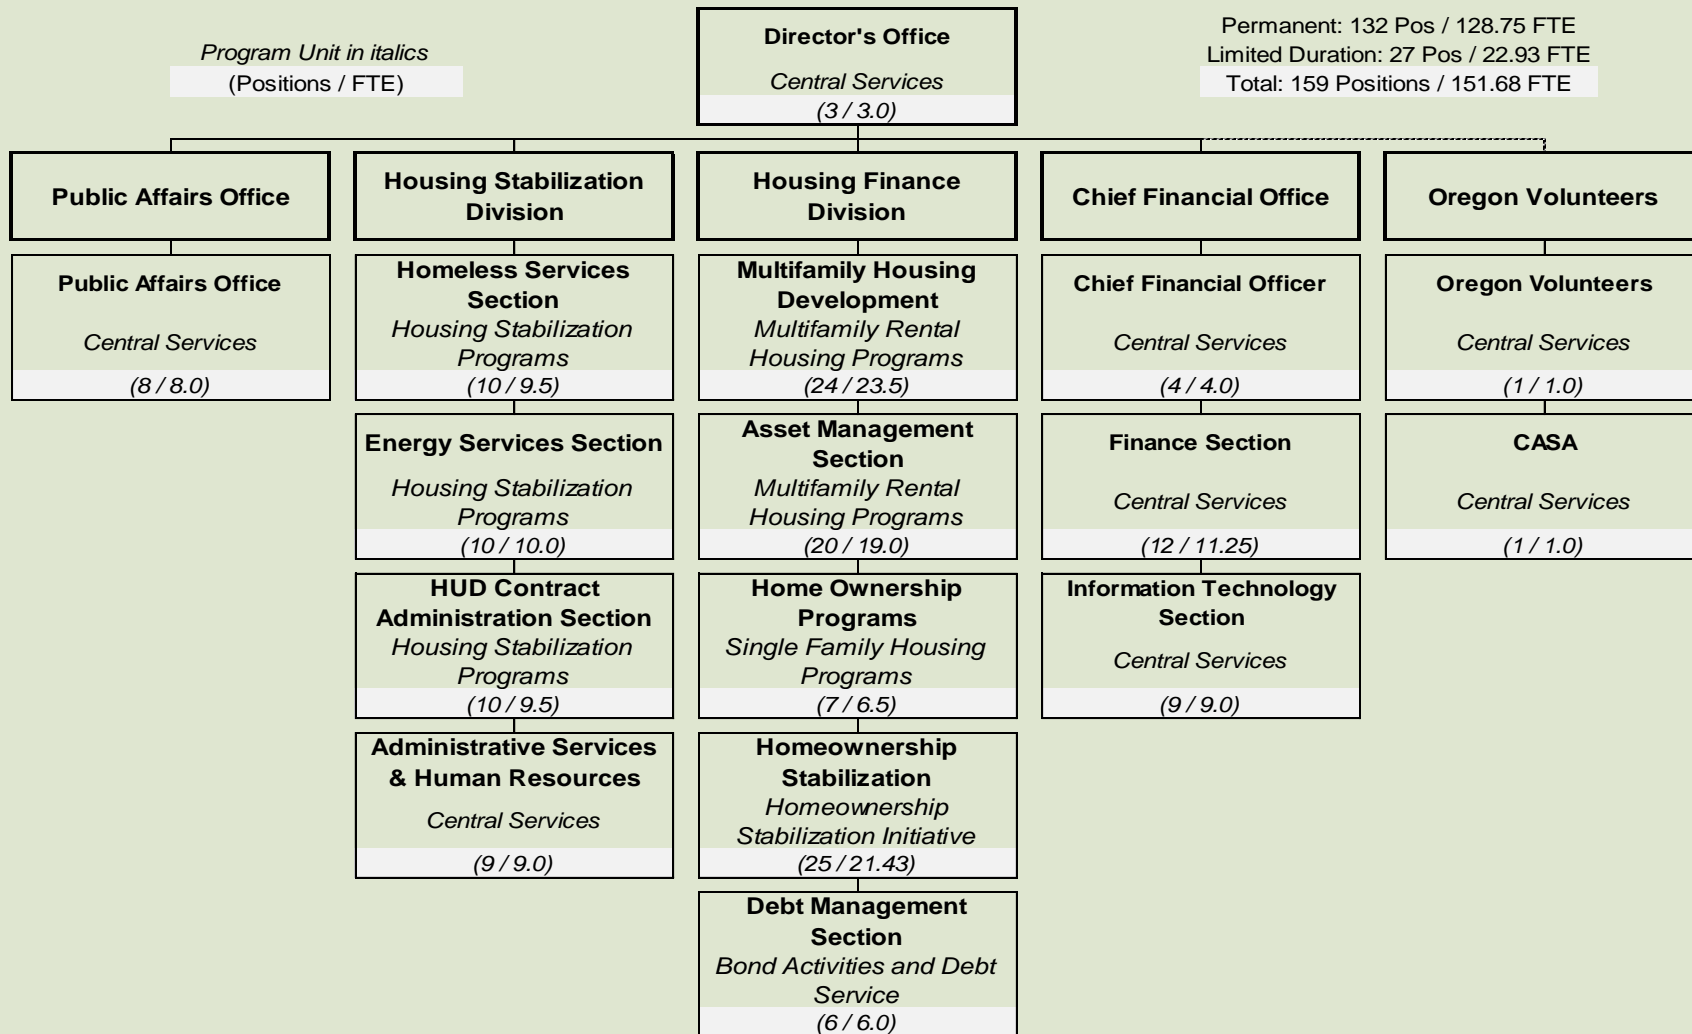 Program Unit in italics
(Positions / FTE)
Director's Office
Central Services
(3 / 3.0)
Permanent: 132 Pos / 128.75 FTE
Limited Duration: 27 Pos / 22.93 FTE
Total: 159 Positions / 151.68 FTE
Public Affairs Office
Housing Stabilization
Division
Housing Finance
Division
Chief Financial Office
Oregon Volunteers
Public Affairs Office
Central Services
(8 / 8.0)
Homeless Services
Section
Housing Stabilization
Programs
(10 / 9.5)
Energy Services Section
Housing Stabilization
Programs
(10 / 10.0)
HUD Contract
Administration Section
Housing Stabilization
Programs
(10 / 9.5)
Administrative Services
& Human Resources
Central Services
(9 / 9.0)
Multifamily Housing
Development
Multifamily Rental
Housing Programs
(24 / 23.5)
Asset Management
Section
Multifamily Rental
Housing Programs
(20 / 19.0)
Home Ownership
Programs
Single Family Housing
Programs
(7 / 6.5)
Homeownership
Stabilization
Homeownership
Stabilization Initiative
(25 / 21.43)
Debt Management
Section
Bond Activities and Debt
Service
(6 / 6.0)
Chief Financial Officer
Central Services
(4 / 4.0)
Finance Section
Central Services
(12 / 11.25)
Information Technology
Section
Central Services
(9 / 9.0)
Oregon Volunteers
Central Services
(1 / 1.0)
CASA
Central Services
(1 / 1.0)